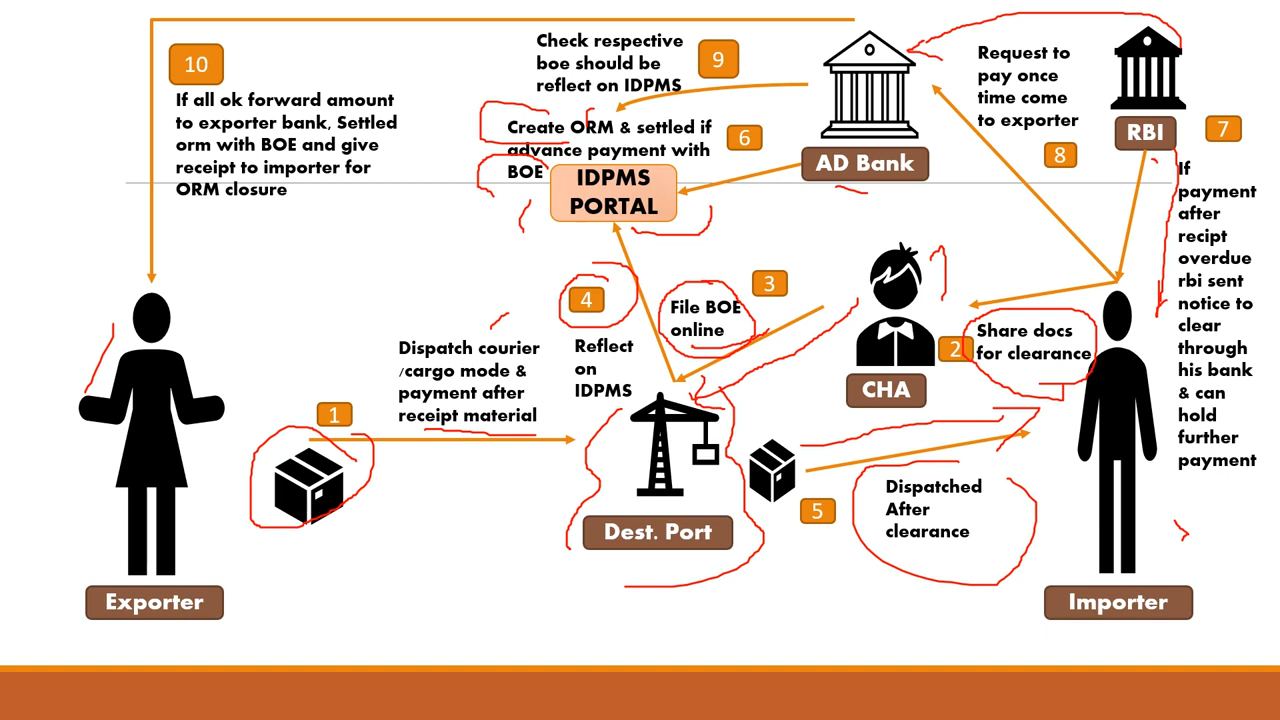 10
If all ok forward amount
to exporter bank, Settled
orm with BOE and give
receipt to importer for
ORM closure
Check respective
boe should be
reflect on IDPMS
9
Create ORM & settled if
advance payment with
BOE
6
IDPMS
PORTAL
AD Bank
Request to
pay once
time come
to exporter
8
RBI
7
If
payment
after
recipt
overdue
rbi sent
notice to
clear
through
his bank
& can
hold
further
payment
4
Reflect
on
IDPMS
File BOE
online
3
CHA
2
Share docs
for clearance
Dispatch courier
/cargo mode &
payment after
receipt material
1
Dest. Port
5
Dispatched
After
clearance
Exporter
Importer